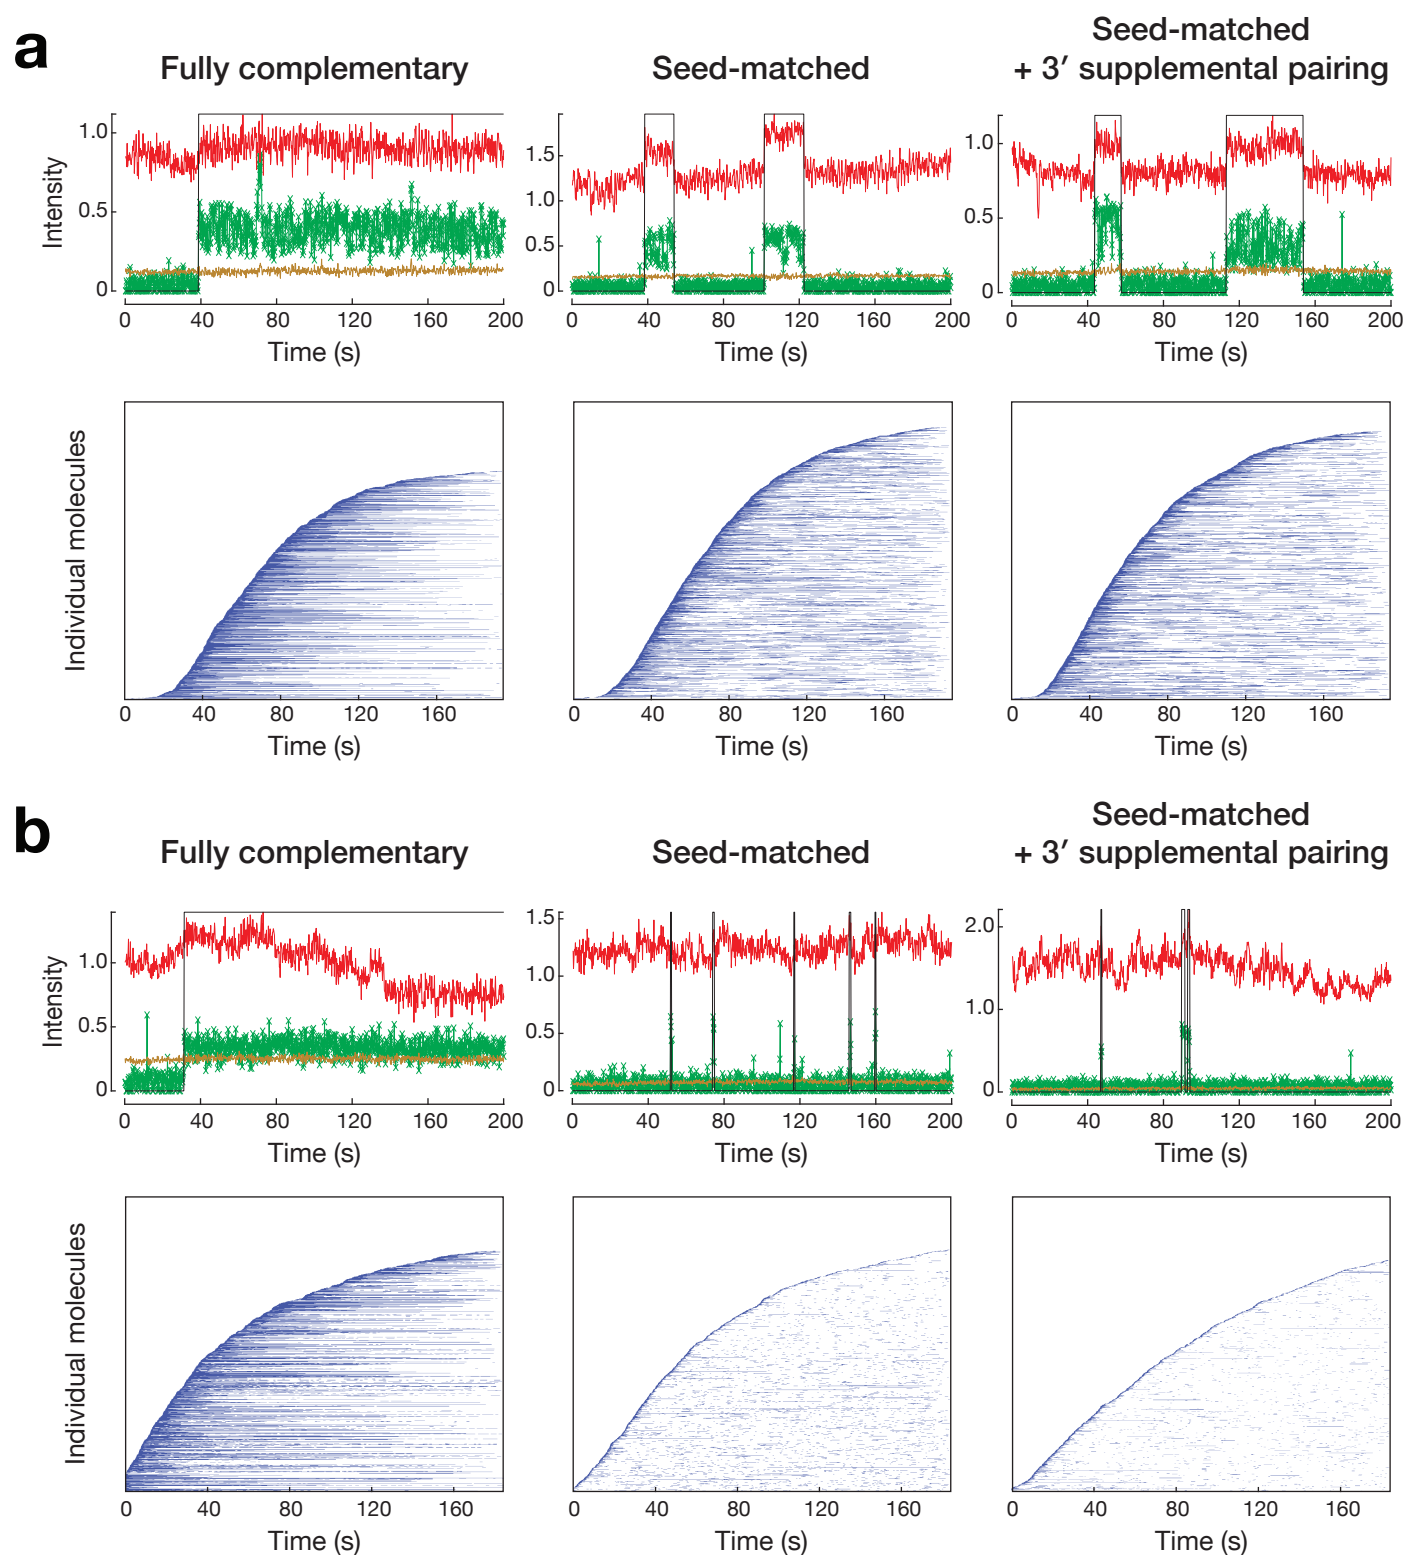 a
Fully complementary
Seed-matched
Seed-matched
+ 3′ supplemental pairing
Intensity
1.0
0.5
0
0 40 80 120 160 200
Time (s)
1.5
1.0
0.5
0
0 40 80 120 160 200
Time (s)
1.0
0.5
0
0 40 80 120 160 200
Time (s)
Individual molecules
0 40 80 120 160
Time (s)
0 40 80 120 160
Time (s)
0 40 80 120 160
Time (s)
b
Fully complementary
Seed-matched
Seed-matched
+ 3′ supplemental pairing
Intensity
1.0
0.5
0
0 40 80 120 160 200
Time (s)
1.5
1.0
0.5
0
0 40 80 120 160 200
Time (s)
2.0
1.0
0
0 40 80 120 160 200
Time (s)
Individual molecules
0 40 80 120 160
Time (s)
0 40 80 120 160
Time (s)
0 40 80 120 160
Time (s)